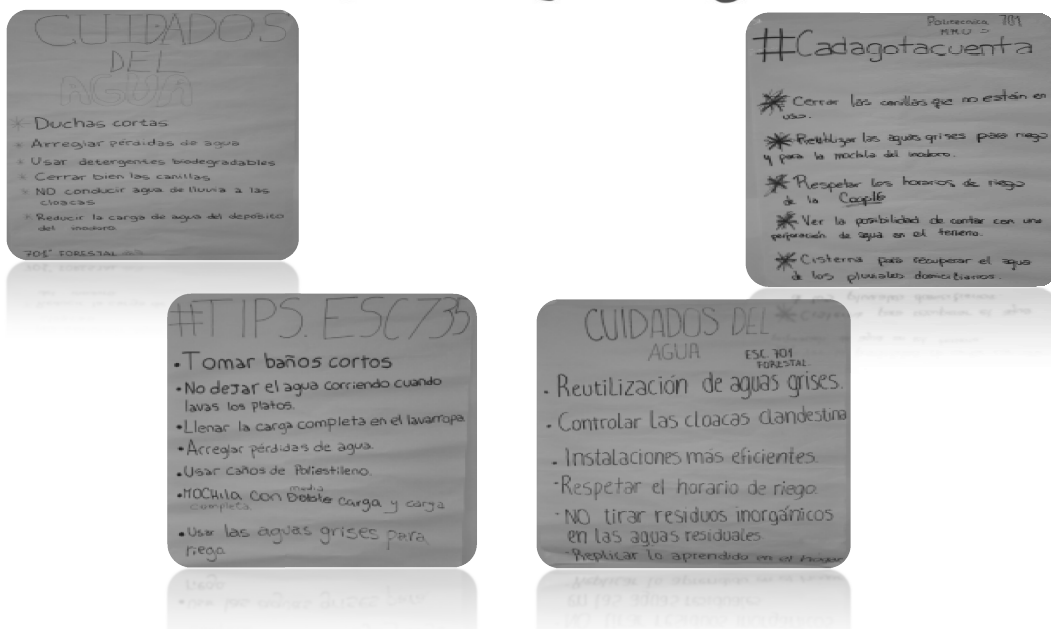 CUIDADOS
DEL
AGUA
* Duchas cortas
* Arreglar pérdidas de agua
* Usar detergentes biodegradables
* Cerrar bien las canillas
* NO conducir agua de lluvia a las
cloacas
* Reducir la carga de agua del deposito
del inodoro.
701° FORESTAL
Politecnica 701
MMO
#Cadagotacuenta
* Cerrar las canillas que no están en
uso.
* Reutilizar las aguas grises para riego
y para la mochila del inodoro.
* Respetar los horarios de riego
de la Coopl6
* Ver la posibilidad de contar con una
perforación de agua en el terreno.
* Cisterna para recuperar el agua
de los pluviales domiciliarios.
#TIPS.ESC735
• Tomar baños cortos
• No dejar el agua corriendo cuando
lavas los platos.
• Llenar la carga completa en el lavarropa
• Arreglar pérdidas de agua.
• Usar caños de Poliestileno.
• MOCHILA con Doble media carga y carga
completa.
• Usar las aguas grises para
riego
CUIDADOS DEL
AGUA
ESC. 701
FORESTAL.
• Reutilización de aguas grises.
• Controlar las cloacas clandestina
• Instalaciones mas eficientes.
- Respetar el horario de riego.
- NO tirar residuos inorgánicos
en las aguas residuales
- Replicar lo aprendido en el hogar